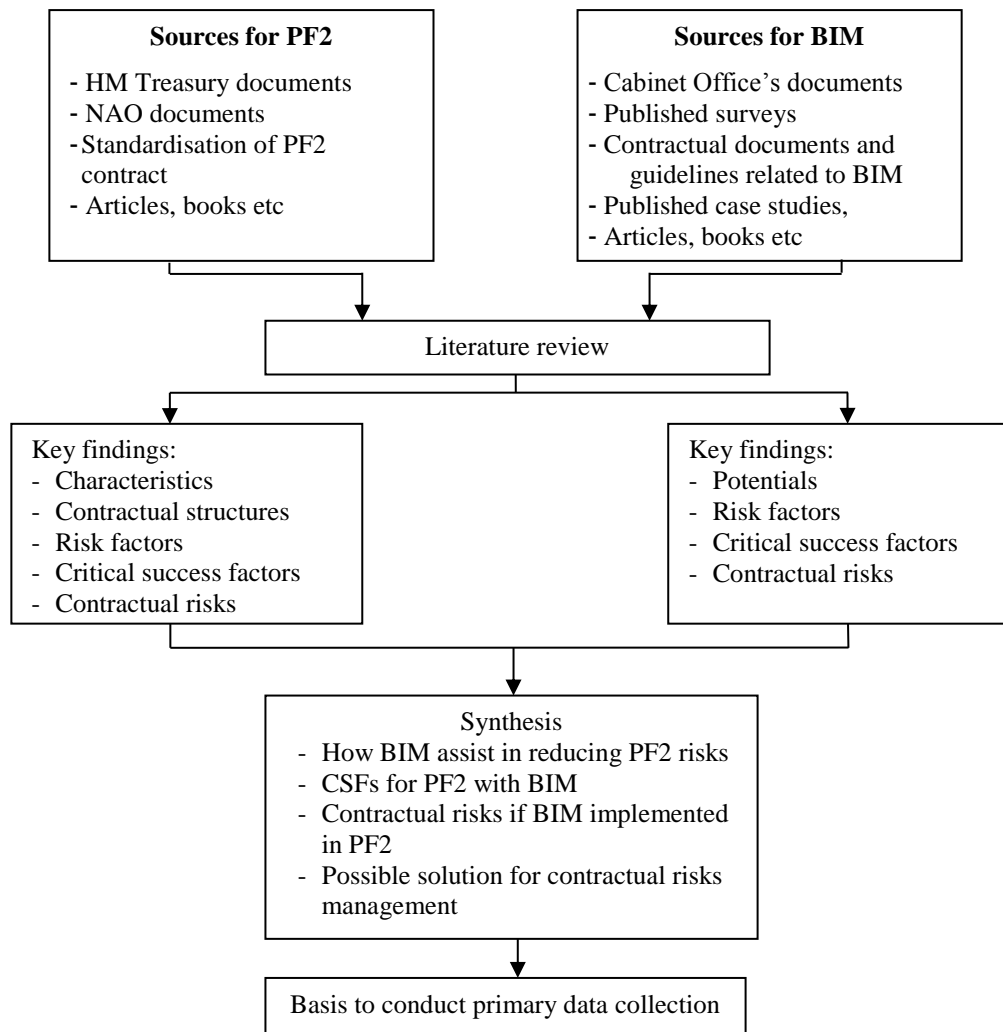 Sources for PF2
- HM Treasury documents
- NAO documents
- Standardisation of PF2
contract
- Articles, books etc
Sources for BIM
- Cabinet Office's documents
- Published surveys
- Contractual documents and
guidelines related to BIM
- Published case studies,
- Articles, books etc
Literature review
Key findings:
- Characteristics
- Contractual structures
- Risk factors
- Critical success factors
- Contractual risks
Key findings:
- Potentials
- Risk factors
- Critical success factors
- Contractual risks
Synthesis
- How BIM assist in reducing PF2 risks
- CSFs for PF2 with BIM
- Contractual risks if BIM implemented
in PF2
- Possible solution for contractual risks
management
Basis to conduct primary data collection